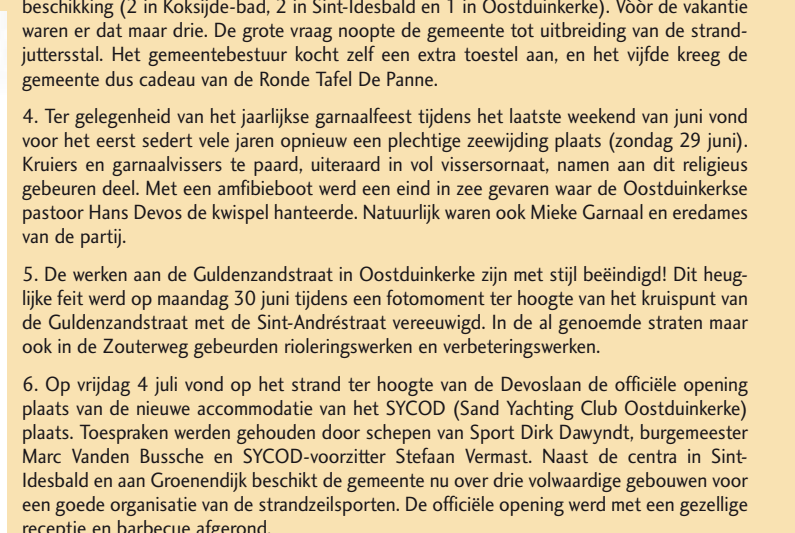 beschikking (2 in Koksijde-bad, 2 in Sint-Idesbald en 1 in Oostduinkerke). Vòòr de vakantie
waren er dat maar drie. De grote vraag noopte de gemeente tot uitbreiding van de strand-
juttersstal. Het gemeentebestuur kocht zelf een extra toestel aan, en het vijfde kreeg de
gemeente dus cadeau van de Ronde Tafel De Panne.
4. Ter gelegenheid van het jaarlijkse garnaalfeest tijdens het laatste weekend van juni vond
voor het eerst sedert vele jaren opnieuw een plechtige zeewijding plaats (zondag 29 juni).
Kruiers en garnaalvissers te paard, uiteraard in vol vissersornaat, namen aan dit religieus
gebeuren deel. Met een amfibieboot werd een eind in zee gevaren waar de Oostduinkerkse
pastoor Hans Devos de kwispel hanteerde. Natuurlijk waren ook Mieke Garnaal en eredames
van de partij.
5. De werken aan de Guldenzandstraat in Oostduinkerke zijn met stijl beëindigd! Dit heug-
lijke feit werd op maandag 30 juni tijdens een fotomoment ter hoogte van het kruispunt van
de Guldenzandstraat met de Sint-Andréstraat vereeuwigd. In de al genoemde straten maar
ook in de Zouterweg gebeurden rioleringswerken en verbeteringswerken.
6. Op vrijdag 4 juli vond op het strand ter hoogte van de Devoslaan de officiële opening
plaats van de nieuwe accommodatie van het SYCOD (Sand Yachting Club Oostduinkerke)
plaats. Toespraken werden gehouden door schepen van Sport Dirk Dawyndt, burgemeester
Marc Vanden Bussche en SYCOD-voorzitter Stefaan Vermast. Naast de centra in Sint-
Idesbald en aan Groenendijk beschikt de gemeente nu over drie volwaardige gebouwen voor
een goede organisatie van de strandzeilsporten. De officiële opening werd met een gezellige
receptie en barbecue afgerond.